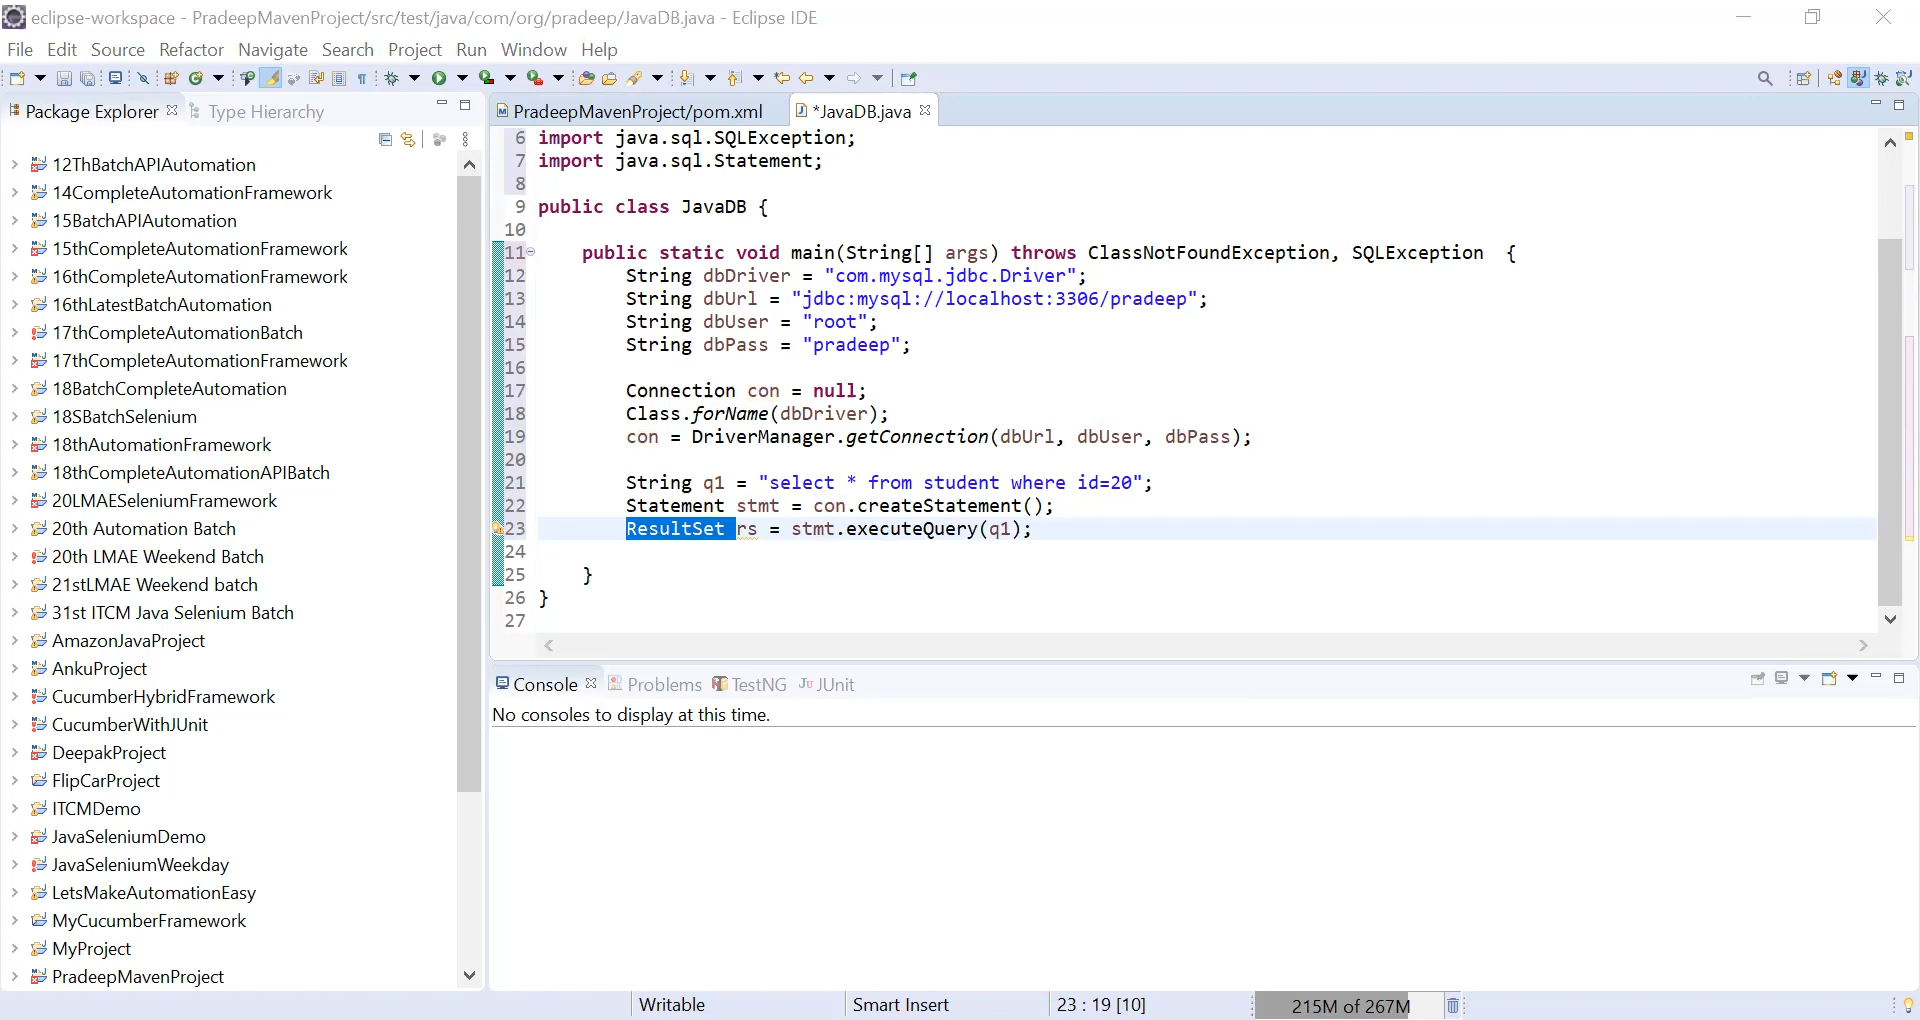 eclipse-workspace - PradeepMavenProject/src/test/java/com/org/pradeep/JavaDB.java - Eclipse IDE
File Edit Source Refactor Navigate Search Project Run Window Help
Package Explorer Type Hierarchy
12ThBatchAPIAutomation
14CompleteAutomationFramework
15BatchAPIAutomation
15thCompleteAutomationFramework
16thCompleteAutomationFramework
16thLatestBatchAutomation
17thCompleteAutomationBatch
17thCompleteAutomationFramework
18BatchCompleteAutomation
18SBatchSelenium
18thAutomationFramework
18thCompleteAutomationAPIBatch
20LMAESeleniumFramework
20th Automation Batch
20th LMAE Weekend Batch
21stLMAE Weekend batch
31st ITCM Java Selenium Batch
AmazonJavaProject
AnkuProject
CucumberHybridFramework
CucumberWithJUnit
DeepakProject
FlipCarProject
ITCMDemo
JavaSeleniumDemo
JavaSeleniumWeekday
LetsMakeAutomationEasy
MyCucumberFramework
MyProject
PradeepMavenProject
PradeepMavenProject/pom.xml *JavaDB.java
6 import java.sql.SQLException;
7 import java.sql.Statement;
8
9 public class JavaDB {
10
11 public static void main(String[] args) throws ClassNotFoundException, SQLException {
12 String dbDriver = "com.mysql.jdbc.Driver";
13 String dbUrl = "jdbc:mysql://localhost:3306/pradeep";
14 String dbUser = "root";
15 String dbPass = "pradeep";
16
17 Connection con = null;
18 Class.forName(dbDriver);
19 con = DriverManager.getConnection(dbUrl, dbUser, dbPass);
20
21 String q1 = "select * from student where id=20";
22 Statement stmt = con.createStatement();
23 ResultSet rs = stmt.executeQuery(q1);
24
25 }
26 }
27
Console Problems TestNG JUnit
No consoles to display at this time.
Writable Smart Insert 23 : 19 [10] 215M of 267M